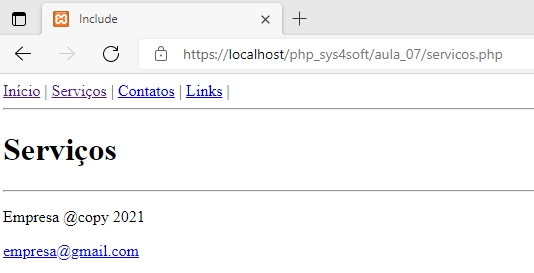 Include
https://localhost/php_sys4soft/aula_07/servicos.php
Início | Serviços | Contatos | Links |
Serviços
Empresa @copy 2021
empresa@gmail.com